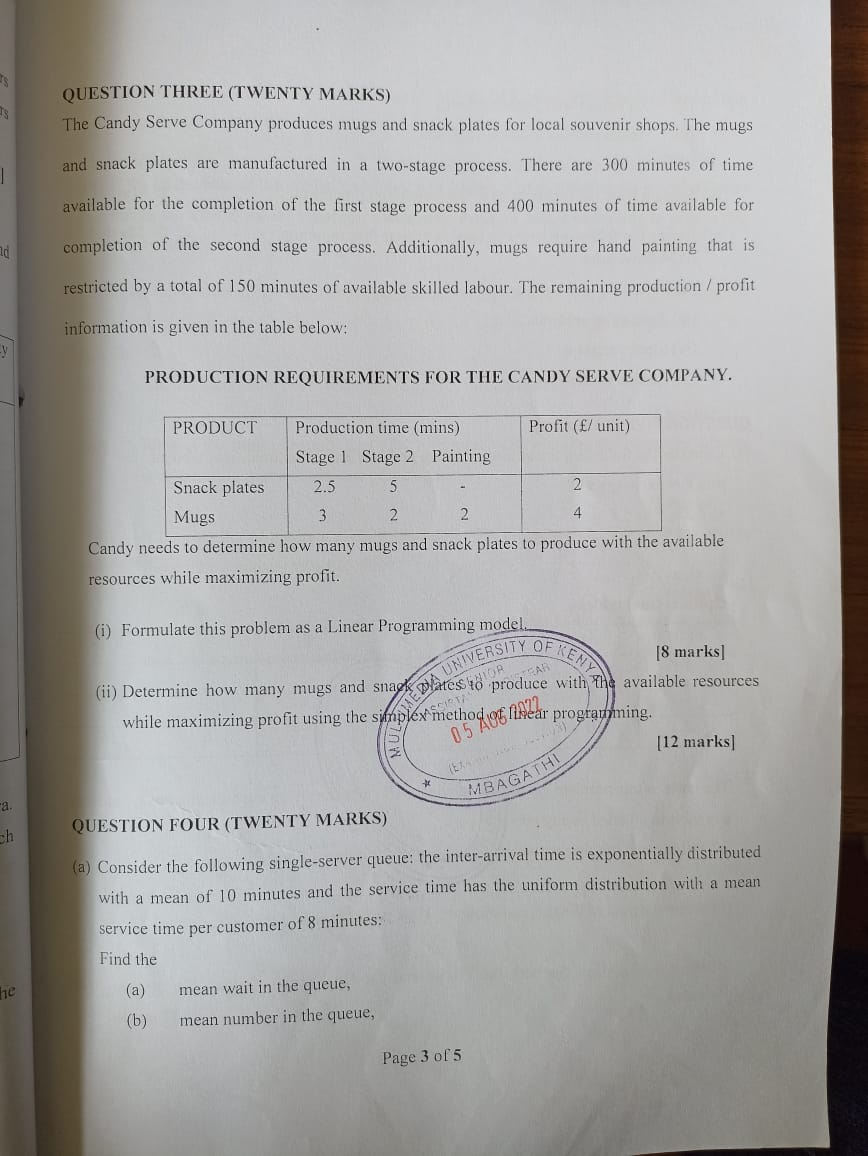 QUESTION THREE (TWENTY MARKS)
The Candy Serve Company produces mugs and snack plates for local souvenir shops. The mugs
and snack plates are manufactured in a two-stage process. There are 300 minutes of time
available for the completion of the first stage process and 400 minutes of time available for
completion of the second stage process. Additionally, mugs require hand painting that is
restricted by a total of 150 minutes of available skilled labour. The remaining production / profit
information is given in the table below:
PRODUCTION REQUIREMENTS FOR THE CANDY SERVE COMPANY.
PRODUCT Production time (mins) Profit (£/ unit)
Stage 1 Stage 2 Painting
Snack plates 2.5 5 - 2
Mugs 3 2 2 4
Candy needs to determine how many mugs and snack plates to produce with the available
resources while maximizing profit.
(i) Formulate this problem as a Linear Programming model.
[8 marks]
(ii) Determine how many mugs and snack plates to produce with the available resources
while maximizing profit using the simplex method of linear programming.
[12 marks]
MULTIMEDIA UNIVERSITY OF KENYA
05 AUG 2022
MBAGATHI
QUESTION FOUR (TWENTY MARKS)
(a) Consider the following single-server queue: the inter-arrival time is exponentially distributed
with a mean of 10 minutes and the service time has the uniform distribution with a mean
service time per customer of 8 minutes:
Find the
(a) mean wait in the queue,
(b) mean number in the queue,
Page 3 of 5